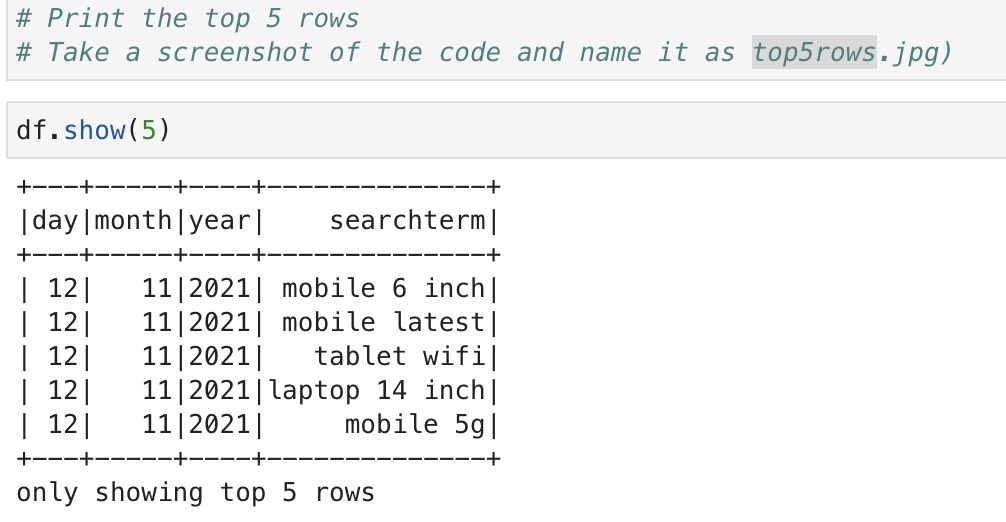 # Print the top 5 rows
# Take a screenshot of the code and name it as top5rows.jpg)
df.show(5)
+---+-----+----+--------------+
|day|month|year|    searchterm|
+---+-----+----+--------------+
| 12|   11|2021| mobile 6 inch|
| 12|   11|2021| mobile latest|
| 12|   11|2021|   tablet wifi|
| 12|   11|2021|laptop 14 inch|
| 12|   11|2021|     mobile 5g|
+---+-----+----+--------------+
only showing top 5 rows